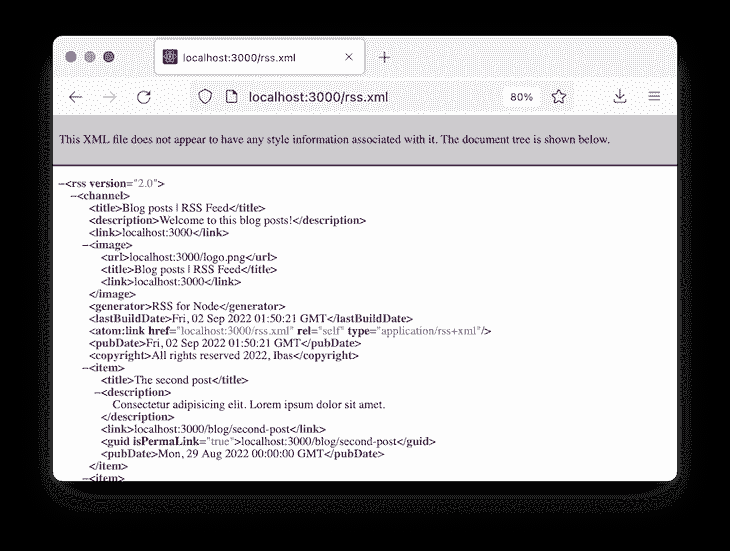 localhost:3000/rss.xml
localhost:3000/rss.xml 80%
This XML file does not appear to have any style information associated with it. The document tree is shown below.
−<rss version="2.0">
−<channel>
<title>Blog posts | RSS Feed</title>
<description>Welcome to this blog posts!</description>
<link>localhost:3000</link>
−<image>
<url>localhost:3000/logo.png</url>
<title>Blog posts | RSS Feed</title>
<link>localhost:3000</link>
</image>
<generator>RSS for Node</generator>
<lastBuildDate>Fri, 02 Sep 2022 01:50:21 GMT</lastBuildDate>
<atom:link href="localhost:3000/rss.xml" rel="self" type="application/rss+xml"/>
<pubDate>Fri, 02 Sep 2022 01:50:21 GMT</pubDate>
<copyright>All rights reserved 2022, Ibas</copyright>
−<item>
<title>The second post</title>
−<description>
Consectetur adipisicing elit. Lorem ipsum dolor sit amet.
</description>
<link>localhost:3000/blog/second-post</link>
<guid isPermaLink="true">localhost:3000/blog/second-post</guid>
<pubDate>Mon, 29 Aug 2022 00:00:00 GMT</pubDate>
</item>
−<item>